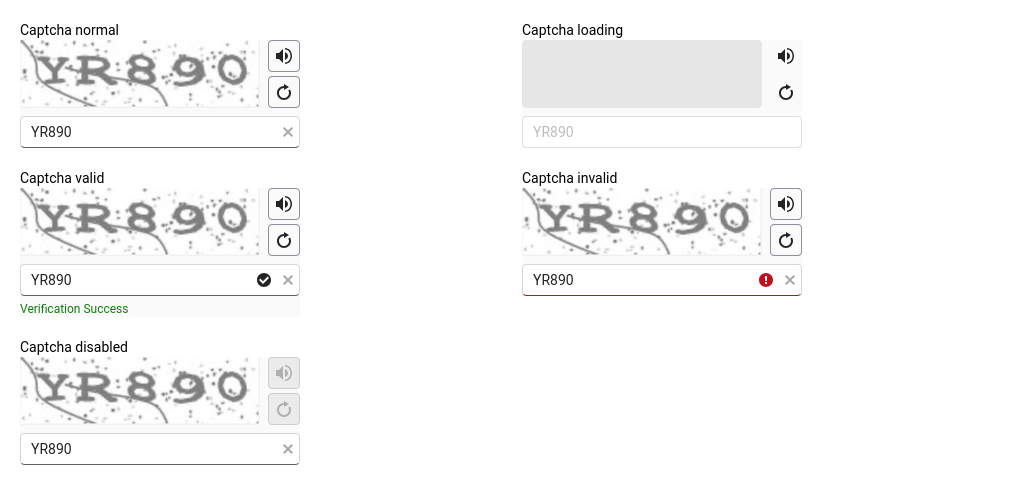 Captcha normal
YR890
YR890
Captcha loading
YR890
Captcha valid
YR890
YR890
Verification Success
Captcha invalid
YR890
YR890
Captcha disabled
YR890
YR890